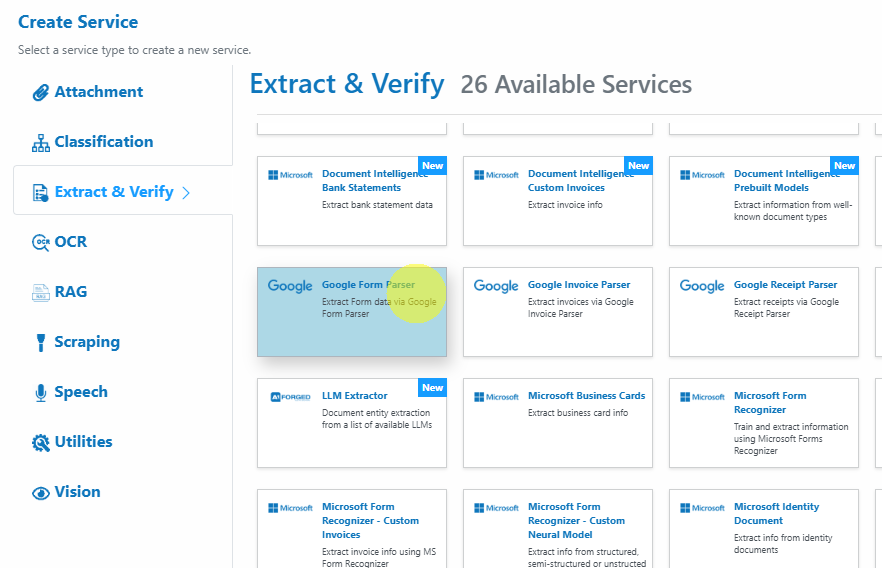 Create Service
Select a service type to create a new service.
Attachment
Classification
Extract & Verify
OCR
OCR
RAG
RAG
Scraping
Speech
Utilities
Vision
Extract & Verify 26 Available Services
New
Microsoft
Document Intelligence
Bank Statements
Extract bank statement data
New
Microsoft
Document Intelligence
Custom Invoices
Extract invoice info
New
Microsoft
Document Intelligence
Prebuilt Models
Extract information from well-
known document types
Google
Google Form Parser
Extract Form data via Google
Form Parser
Google
Google Invoice Parser
Extract invoices via Google
Invoice Parser
Google
Google Receipt Parser
Extract receipts via Google
Receipt Parser
New
AIFORGED
LLM Extractor
Document entity extraction
from a list of available LLMs
Microsoft
Microsoft Business Cards
Extract business card info
Microsoft
Microsoft Form
Recognizer
Train and extract information
using Microsoft Forms
Recognizer
Microsoft
Microsoft Form
Recognizer - Custom
Invoices
Extract invoice info using MS
Form Recognizer
Microsoft
Microsoft Form
Recognizer - Custom
Neural Model
Extract info from structured,
semi-structured or unstructed
Microsoft
Microsoft Identity
Document
Extract info from identity
documents